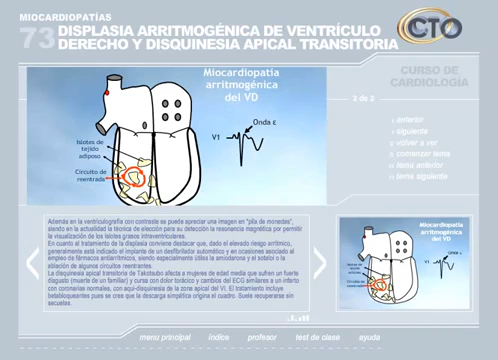 MIOCARDIOPATÍAS
73 DISPLASIA ARRITMOGÉNICA DE VENTRÍCULO
DERECHO Y DISQUINESIA APICAL TRANSITORIA
CTO
Miocardiopatía
arritmogénica
del VD
Onda ε
V1
Islotes de
tejido
adiposo
Circuito de
reentrada
CURSO DE
CARDIOLOGÍA
2 de 2
anterior
siguiente
volver a ver
comenzar tema
tema anterior
tema siguiente
Además en la ventriculografía con contraste se puede apreciar una imagen en "pila de monedas",
siendo en la actualidad la técnica de elección para su detección la resonancia magnética por permitir
la visualización de los islotes grasos intraventriculares.
En cuanto al tratamiento de la displasia conviene destacar que, dado el elevado riesgo arrítmico,
generalmente está indicado el implante de un desfibrilador automático y en ocasiones asociado al
empleo de fármacos antiarrítmicos, siendo especialmente útiles la amiodarona y el sotalol o la
ablación de algunos circuitos reentrantes.
La disquinesia apical transitoria de Takotsubo afecta a mujeres de edad media que sufren un fuerte
disgusto (muerte de un familiar) y cursa con dolor torácico y cambios del ECG similares a un infarto
con coronarias normales, con aqui-disquinesia de la zona apical del VI. El tratamiento incluye
betabloqueantes pues se cree que la descarga simpática origina el cuadro. Suele recuperarse sin
secuelas.
Miocardiopatía
arritmogénica
del VD
Onda ε
V1
menu principal
índice
profesor
test de clase
ayuda